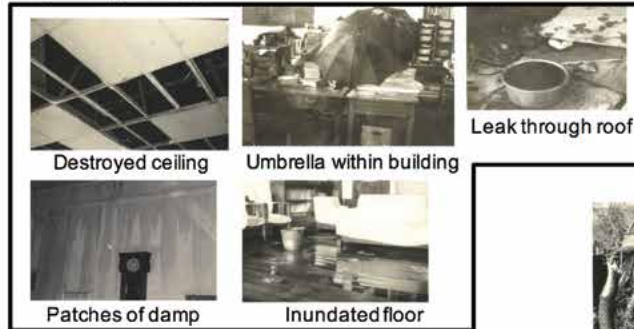 Destroyed ceiling
Umbrella within building
Leak through roof
Patches of damp
Inundated floor